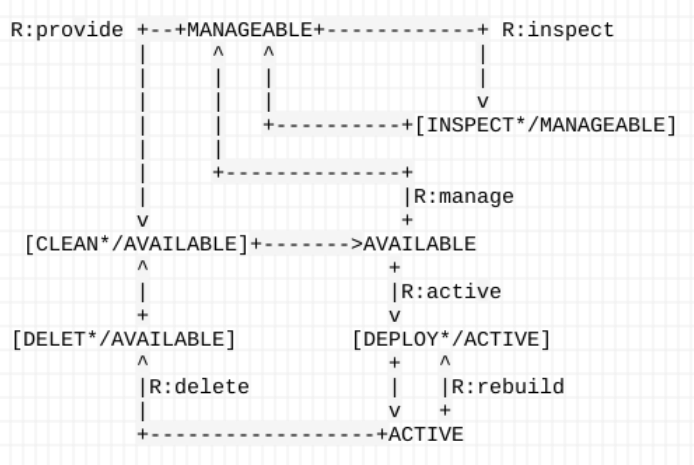 R:provide +--+MANAGEABLE+------------+ R:inspect
          |     ^   ^                |
          |     |   |                |
          |     |   |                v
          |     |   +----------+[INSPECT*/MANAGEABLE]
          |     |
          |     +--------------+
          |                    |R:manage
          v                    +
 [CLEAN*/AVAILABLE]+------->AVAILABLE
          ^                   +
          |                   |R:active
          +                   v
[DELET*/AVAILABLE]         [DEPLOY*/ACTIVE]
          ^                   +   ^
          |R:delete           |   |R:rebuild
          |                   v   +
          +------------------+ACTIVE